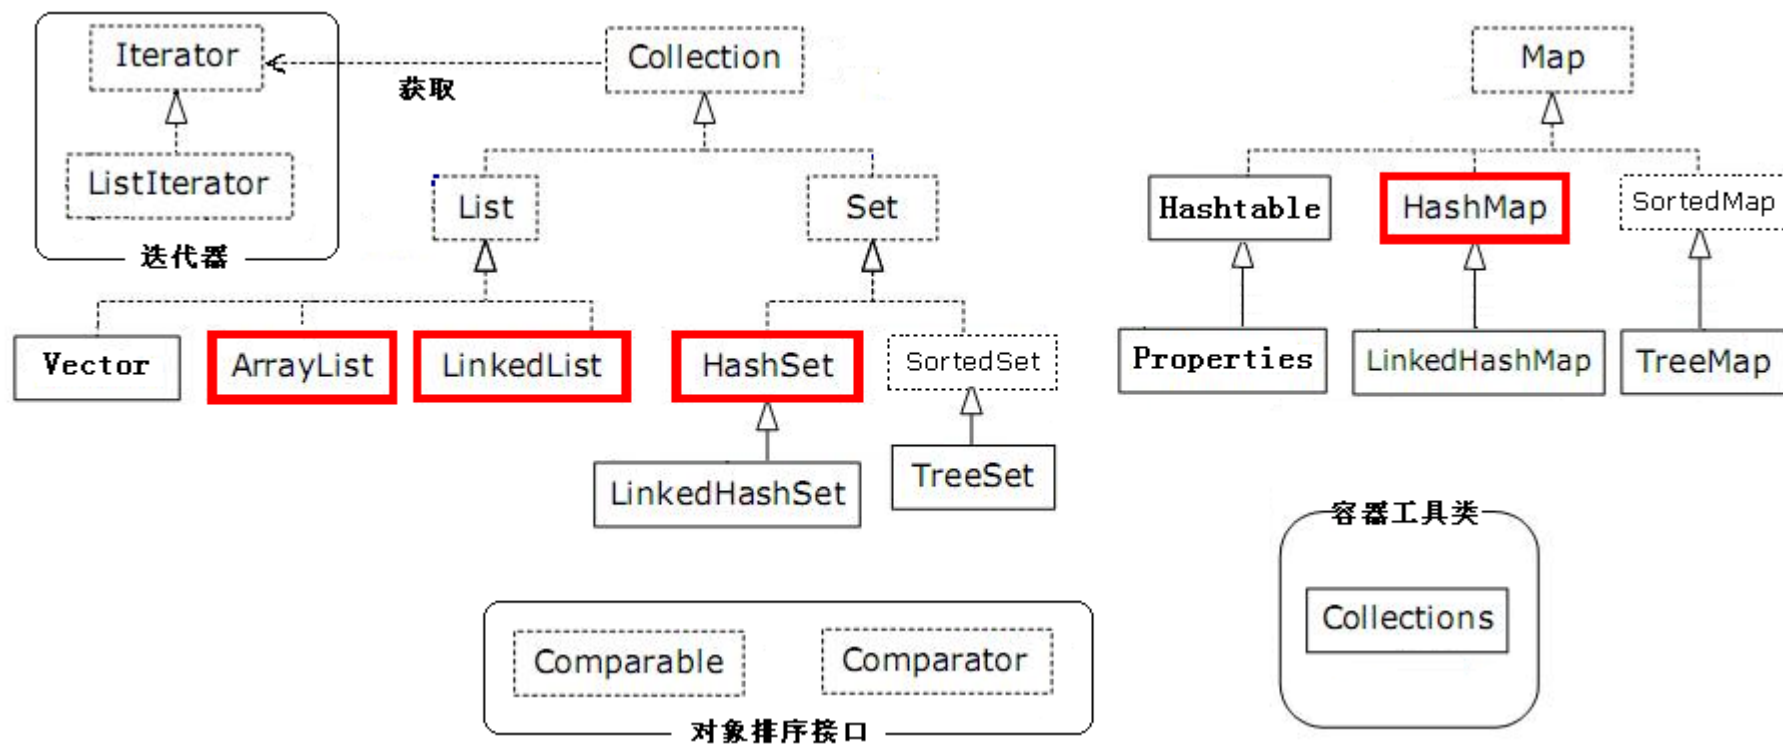 Iterator
Collection
Map
获取
ListIterator
List
Set
Hashtable
HashMap
SortedMap
迭代器
Vector
ArrayList
LinkedList
HashSet
SortedSet
Properties
LinkedHashMap
TreeMap
LinkedHashSet
TreeSet
容器工具类
Collections
Comparable
Comparator
对象排序接口